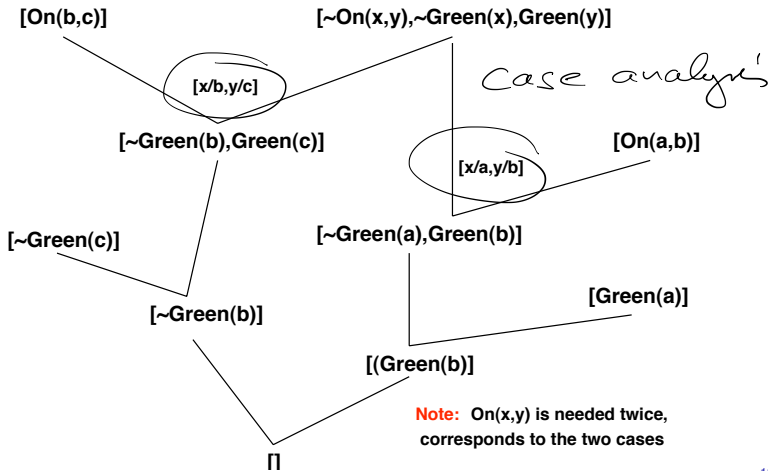 [On(b,c)]
[~On(x,y),~Green(x),Green(y)]
[x/b,y/c]
case analysis
[~Green(b),Green(c)]
[x/a,y/b]
[On(a,b)]
[~Green(c)]
[~Green(a),Green(b)]
[~Green(b)]
[Green(a)]
[(Green(b)]
Note: On(x,y) is needed twice,
corresponds to the two cases
[]